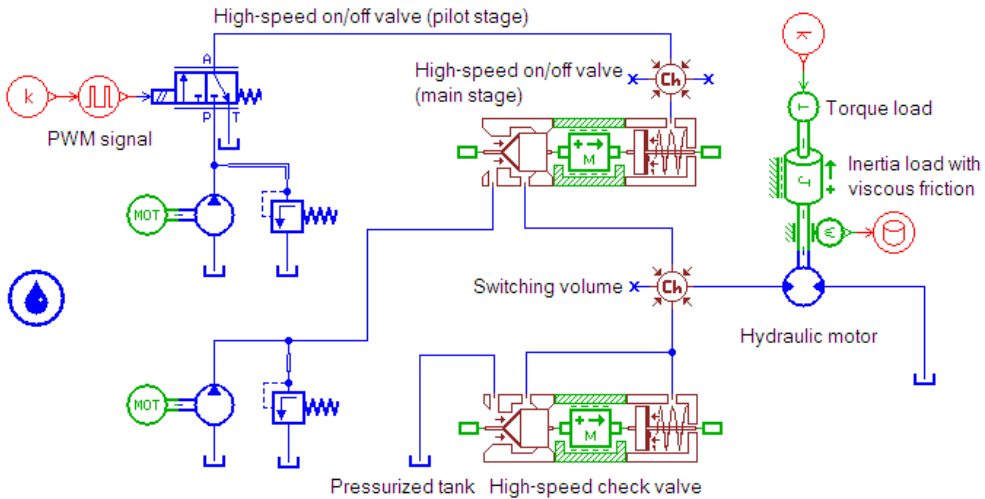 High-speed on/off valve (pilot stage)
K
A
High-speed on/off valve
(main stage)
Ch
k
T
Torque load
P T
PWM signal
M
Inertia load with
viscous friction
J
MOT
ω
Ch
Switching volume
Hydraulic motor
MOT
M
Pressurized tank
High-speed check valve